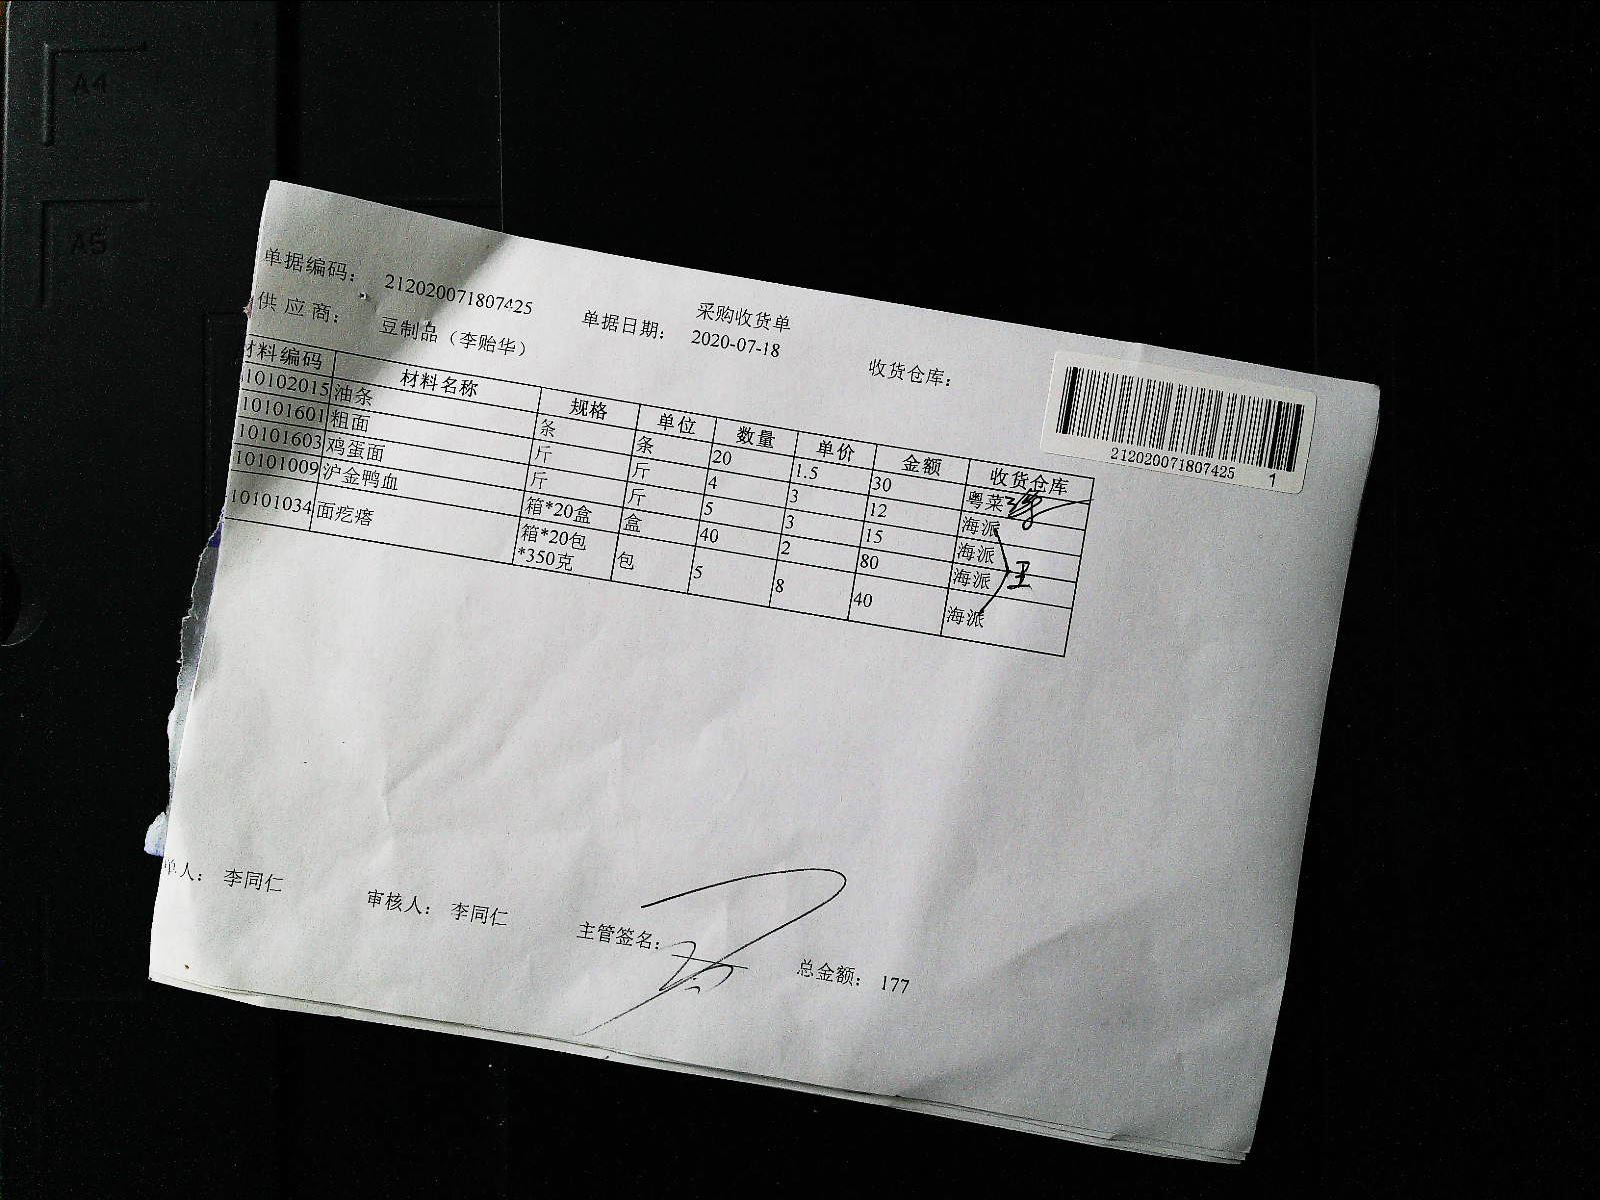 A4
A5
采购收货单
单据编码： 212020071807425 单据日期： 2020-07-18 收货仓库：
供应商： 豆制品（李贻华）
212020071807425 1
材料编码 材料名称 规格 单位 数量 单价 金额 收货仓库
10102015 油条 条 条 20 1.5 30 粤菜
10101601 粗面 斤 斤 4 3 12 海派
10101603 鸡蛋面 斤 斤 5 3 15 海派
10101009 沪金鸭血 箱*20盒 盒 40 2 80 海派
10101034 面疙瘩 箱*20包 包 5 8 40 海派
*350克
王
单人： 李同仁 审核人： 李同仁 主管签名： 总金额： 177